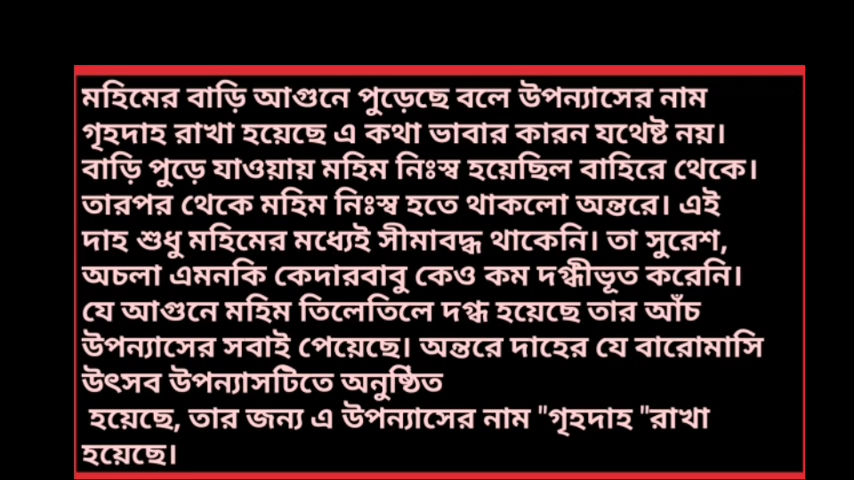 মহিমের বাড়ি আগুনে পুড়েছে বলে উপন্যাসের নাম
গৃহদাহ রাখা হয়েছে এ কথা ভাবার কারন যথেষ্ট নয়।
বাড়ি পুড়ে যাওয়ায় মহিম নিঃস্ব হয়েছিল বাহিরে থেকে।
তারপর থেকে মহিম নিঃস্ব হতে থাকলো অন্তরে। এই
দাহ শুধু মহিমের মধ্যেই সীমাবদ্ধ থাকেনি। তা সুরেশ,
অচলা এমনকি কেদারবাবু কেও কম দগ্ধীভূত করেনি।
যে আগুনে মহিম তিলেতিলে দগ্ধ হয়েছে তার আঁচ
উপন্যাসের সবাই পেয়েছে। অন্তরে দাহের যে বারোমাসি
উৎসব উপন্যাসটিতে অনুষ্ঠিত
হয়েছে, তার জন্য এ উপন্যাসের নাম "গৃহদাহ "রাখা
হয়েছে।